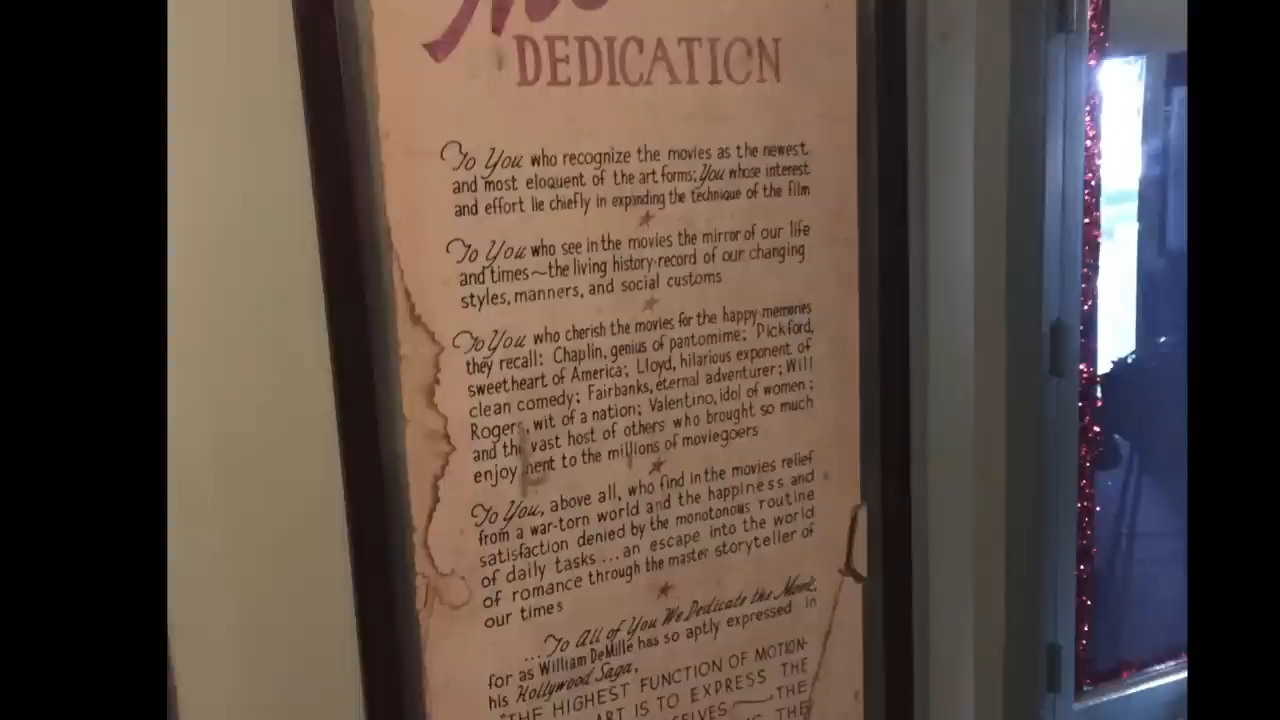 DEDICATION
To You who recognize the movies as the newest
and most eloquent of the art forms; You whose interest
and effort lie chiefly in expanding the technique of the film
To You who see in the movies the mirror of our life
and times~the living history-record of our changing
styles, manners, and social customs
To You who cherish the movies for the happy memories
they recall: Chaplin, genius of pantomime; Pickford,
sweetheart of America; Lloyd, hilarious exponent of
clean comedy; Fairbanks, eternal adventurer; Will
Rogers, wit of a nation; Valentino, idol of women;
and the vast host of others who brought so much
enjoyment to the millions of moviegoers
To You, above all, who find in the movies relief
from a war-torn world and the happiness and
satisfaction denied by the monotonous routine
of daily tasks... an escape into the world
of romance through the master storyteller of
our times
...To All of You We Dedicate the Movie,
for as William DeMille has so aptly expressed in
his Hollywood Saga,
"THE HIGHEST FUNCTION OF MOTION-
ART IS TO EXPRESS THE
THE
THE